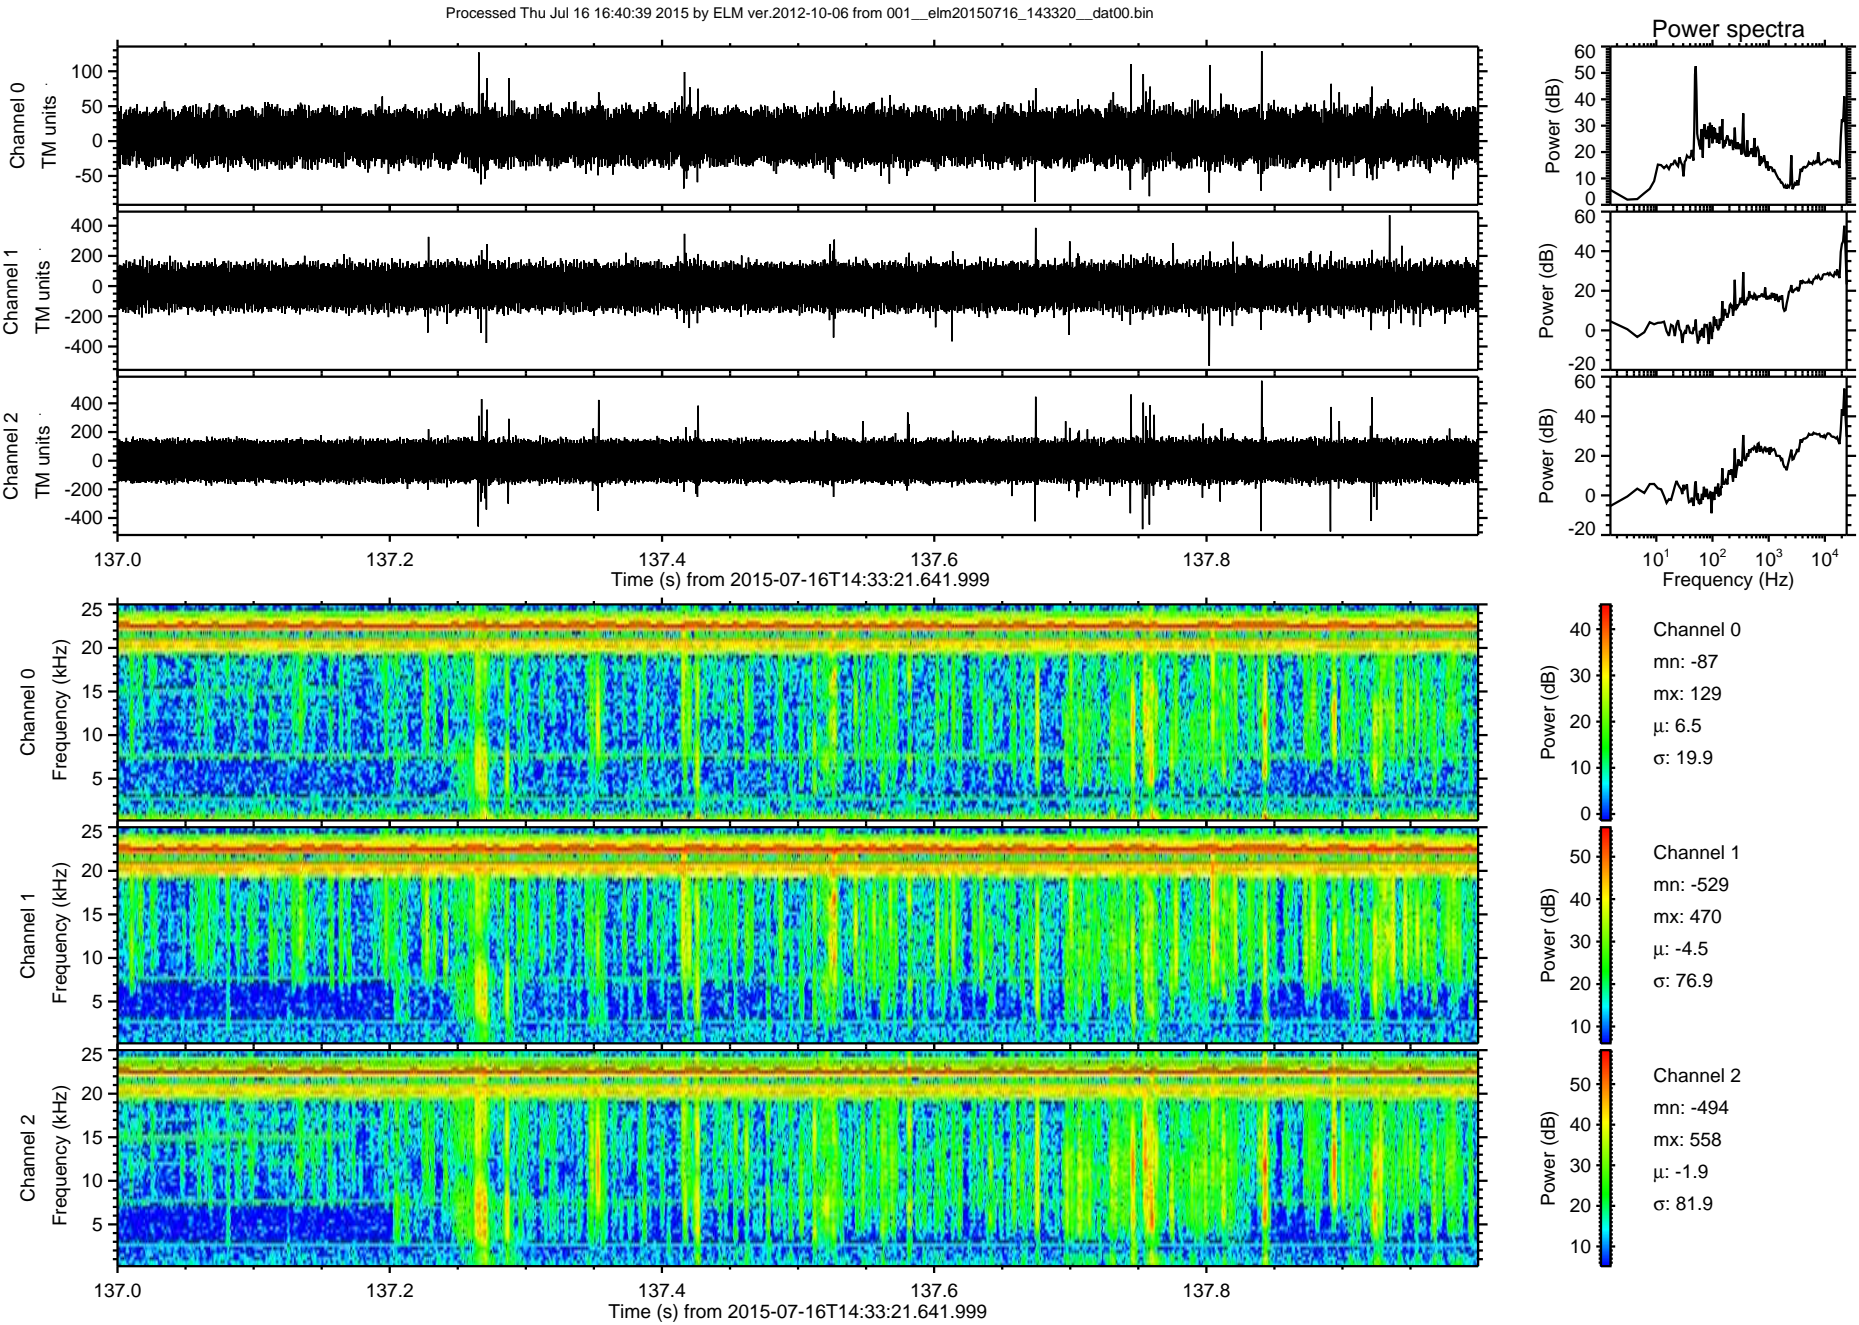 Processed Thu Jul 16 16:40:39 2015 by ELM ver.2012-10-06 from 001__elm20150716_143320__dat00.bin
Power spectra
Channel 0
TM units
100
50
0
-50
Power (dB)
60
50
40
30
20
10
0
Channel 1
TM units
400
200
0
-200
-400
Power (dB)
60
40
20
0
-20
Channel 2
TM units
400
200
0
-200
-400
Power (dB)
60
40
20
0
-20
137.0 137.2 137.4 137.6 137.8
Time (s) from 2015-07-16T14:33:21.641.999
10^1 10^2 10^3 10^4
Frequency (Hz)
Channel 0
Frequency (kHz)
25
20
15
10
5
Power (dB)
40
30
20
10
0
Channel 0
mn: -87
mx: 129
μ: 6.5
σ: 19.9
Channel 1
Frequency (kHz)
25
20
15
10
5
Power (dB)
50
40
30
20
10
Channel 1
mn: -529
mx: 470
μ: -4.5
σ: 76.9
Channel 2
Frequency (kHz)
25
20
15
10
5
Power (dB)
50
40
30
20
10
Channel 2
mn: -494
mx: 558
μ: -1.9
σ: 81.9
137.0 137.2 137.4 137.6 137.8
Time (s) from 2015-07-16T14:33:21.641.999